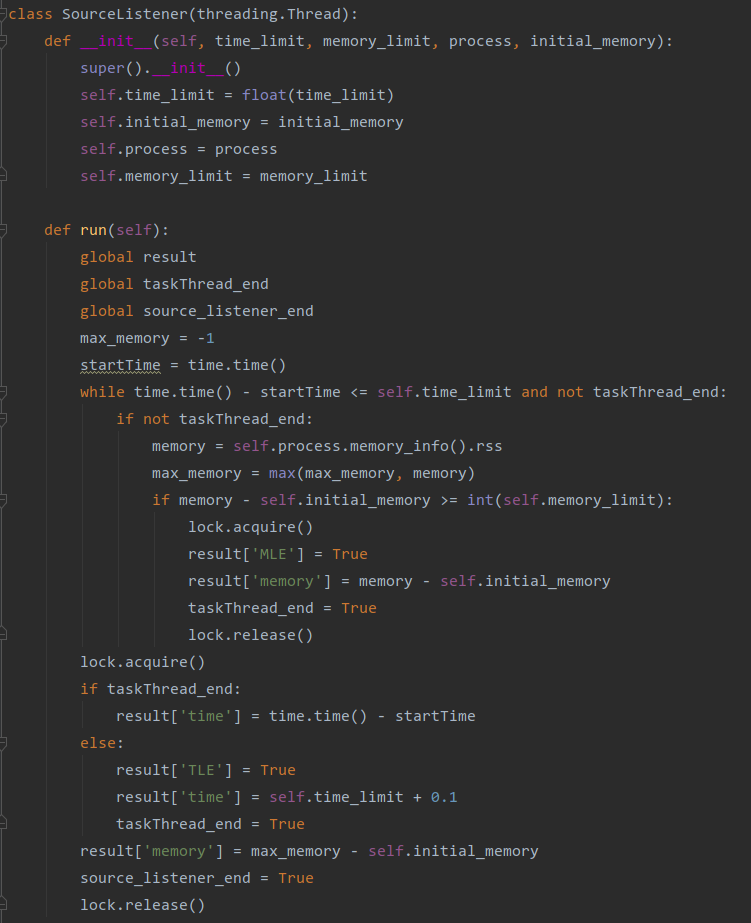 class SourceListener(threading.Thread):
    def __init__(self, time_limit, memory_limit, process, initial_memory):
        super().__init__()
        self.time_limit = float(time_limit)
        self.initial_memory = initial_memory
        self.process = process
        self.memory_limit = memory_limit

    def run(self):
        global result
        global taskThread_end
        global source_listener_end
        max_memory = -1
        startTime = time.time()
        while time.time() - startTime <= self.time_limit and not taskThread_end:
            if not taskThread_end:
                memory = self.process.memory_info().rss
                max_memory = max(max_memory, memory)
                if memory - self.initial_memory >= int(self.memory_limit):
                    lock.acquire()
                    result['MLE'] = True
                    result['memory'] = memory - self.initial_memory
                    taskThread_end = True
                    lock.release()
        lock.acquire()
        if taskThread_end:
            result['time'] = time.time() - startTime
        else:
            result['TLE'] = True
            result['time'] = self.time_limit + 0.1
            taskThread_end = True
        result['memory'] = max_memory - self.initial_memory
        source_listener_end = True
        lock.release()